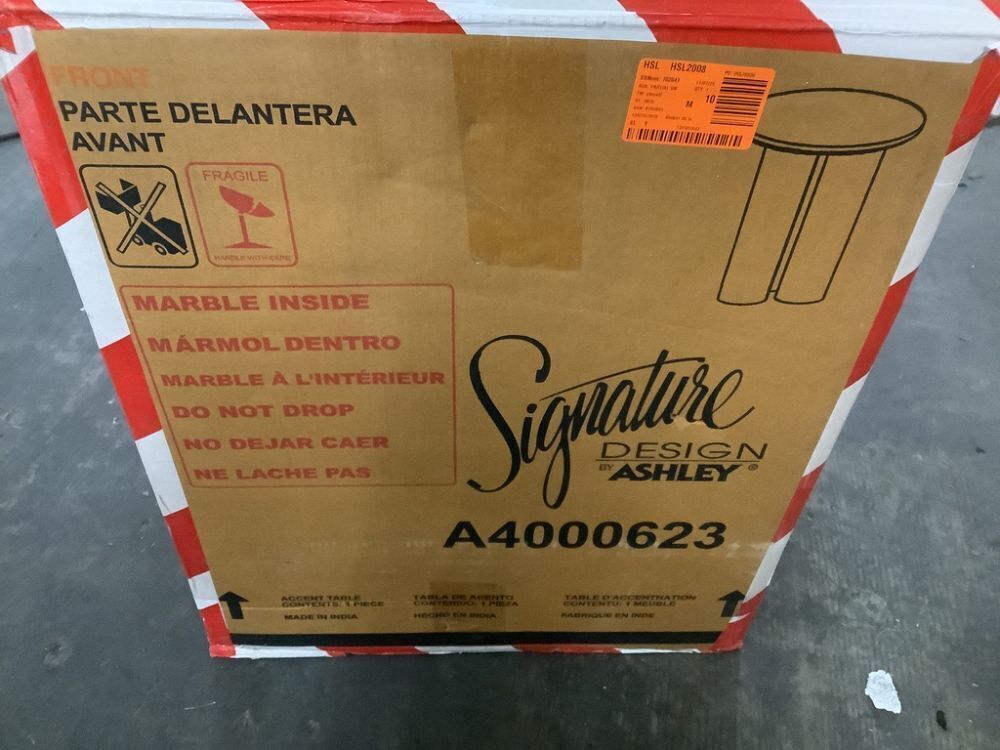 FRONT
PARTE DELANTERA
AVANT
FRAGILE
HANDLE WITH CARE
HSL HSL2008
M 10
MARBLE INSIDE
MÁRMOL DENTRO
MARBLE À L'INTÉRIEUR
DO NOT DROP
NO DEJAR CAER
NE LACHE PAS
Signature
DESIGN
BY ASHLEY ®
A4000623
ACCENT TABLE
CONTENTS: 1 PIECE
MADE IN INDIA
TABLA DE ACENTO
CONTENIDO: 1 PIEZA
HECHO EN INDIA
TABLE D'ACCENTNATION
CONTENTU: 1 MEUBLE
FABRIQUE EN INDE